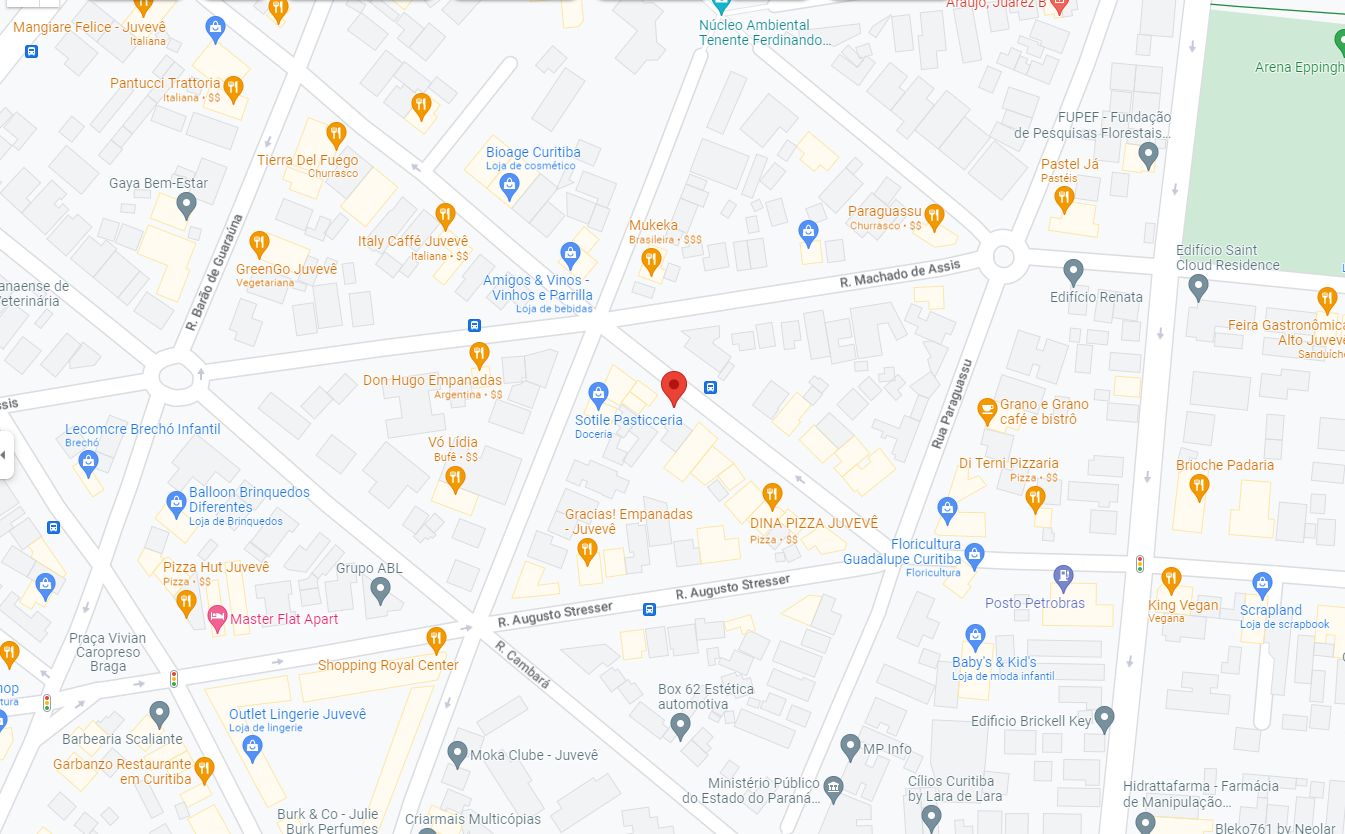 Mangiare Felice - Juvevê
Italiana
Núcleo Ambiental
Tenente Ferdinando...
Araujo, Juarez B
Arena Eppingh
Pantucci Trattoria
Italiana • $$
FUPEF - Fundação
de Pesquisas Florestais...
Tierra Del Fuego
Churrasco
Bioage Curitiba
Loja de cosmético
Pastel Já
Pastéis
Gaya Bem-Estar
Paraguassu
Churrasco • $$
Mukeka
Brasileira • $$$
Italy Caffé Juvevê
Italiana • $$
R. Barão de Guaraúna
GreenGo Juvevê
Vegetariana
Edifício Saint
Cloud Residence
Amigos & Vinos -
Vinhos e Parrilla
Loja de bebidas
R. Machado de Assis
Edifício Renata
anaense de
eterinária
Feira Gastronômica
Alto Juvevê
Sanduíche
Don Hugo Empanadas
Argentina • $$
ssis
Rua Paraguassu
Grano e Grano
café e bistrô
Sotile Pasticceria
Doceria
Lecomcre Brechó Infantil
Brechó
Vó Lídia
Bufê • $$
Di Terni Pizzaria
Pizza • $$
Brioche Padaria
Balloon Brinquedos
Diferentes
Loja de Brinquedos
Gracias! Empanadas
- Juvevê
DINA PIZZA JUVEVÊ
Pizza • $$
Floricultura
Guadalupe Curitiba
Floricultura
Pizza Hut Juvevê
Pizza • $$
Grupo ABL
R. Augusto Stresser
R. Augusto Stresser
Posto Petrobras
King Vegan
Vegana
Scrapland
Loja de scrapbook
Master Flat Apart
Praça Vivian
Caropreso
Braga
Shopping Royal Center
R. Cambará
Baby's & Kid's
Loja de moda infantil
hop
tura
Box 62 Estética
automotiva
Outlet Lingerie Juvevê
Loja de lingerie
Edificio Brickell Key
Barbearia Scaliante
Moka Clube - Juvevê
MP Info
Garbanzo Restaurante
em Curitiba
Ministério Público
do Estado do Paraná...
Cílios Curitiba
by Lara de Lara
Hidrattafarma - Farmácia
de Manipulação...
Burk & Co - Julie
Burk Perfumes
Criarmais Multicópias
Bleko761 by Neolar